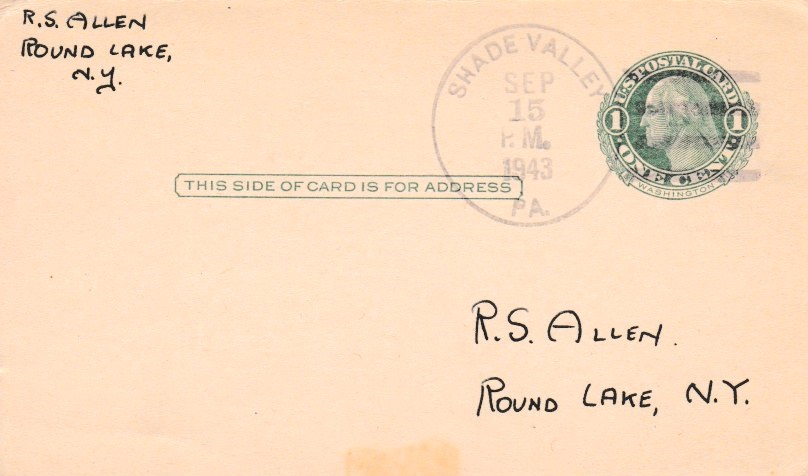 R.S. ALLEN
ROUND LAKE,
N.Y.
SHADE VALLEY
SEP
15
P.M.
1943
PA.
U.S. POSTAL CARD
1 1
ONE CENT
WASHINGTON
THIS SIDE OF CARD IS FOR ADDRESS
R.S. ALLEN.
ROUND LAKE, N.Y.